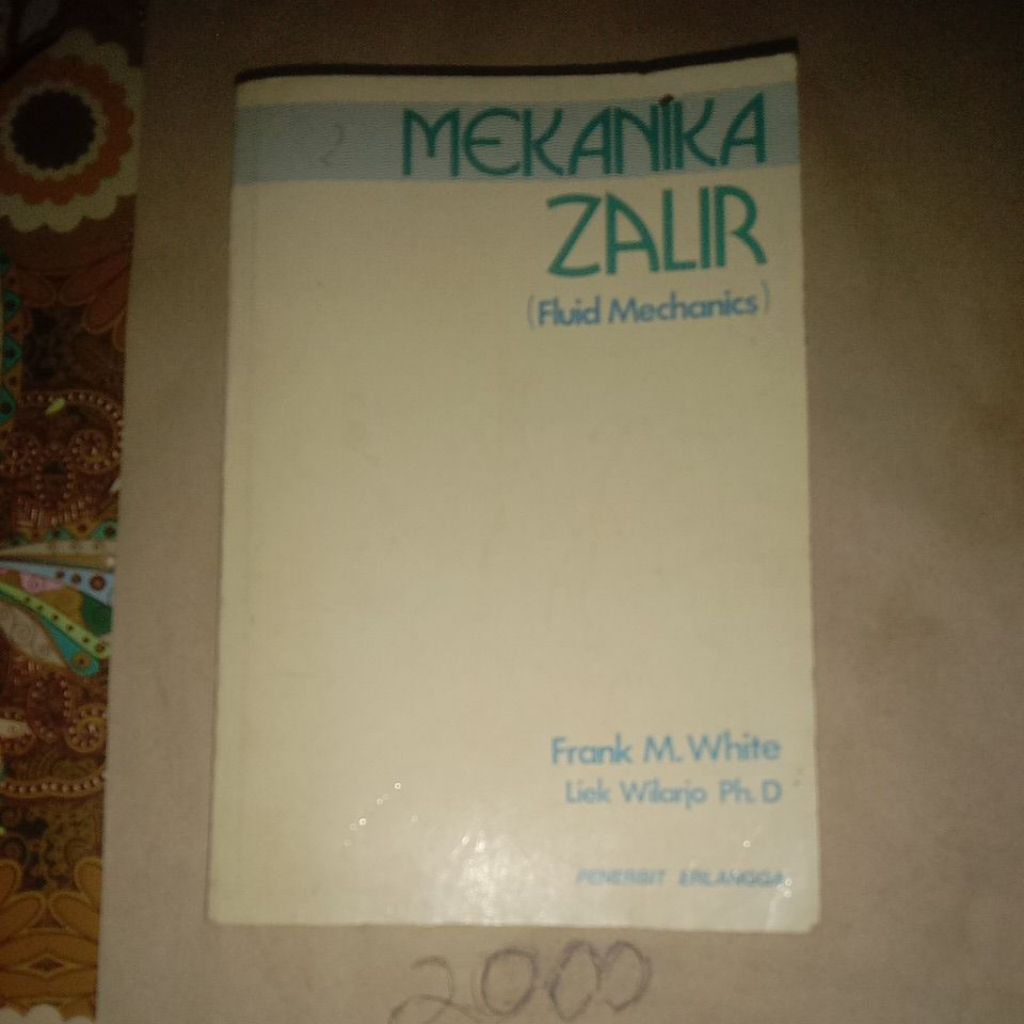 MEKANIKA
ZALIR
(Fluid Mechanics)
Frank M. White
Liek Wilarjo Ph. D
PENERBIT ERLANGGA
2000